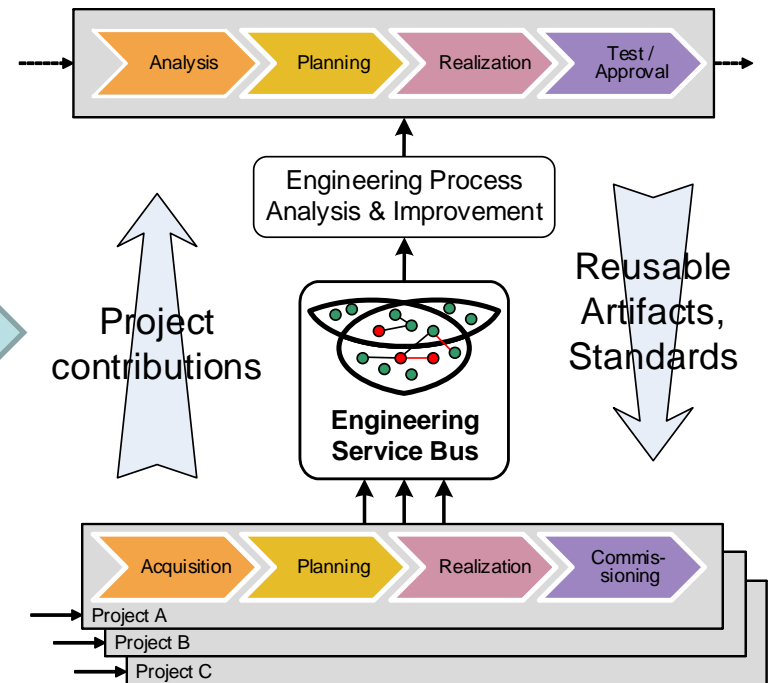 Analysis
Planning
Realization
Test /
Approval
Engineering Process
Analysis & Improvement
Project
contributions
Reusable
Artifacts,
Standards
Engineering
Service Bus
Acquisition
Planning
Realization
Commis-
sioning
Project A
Project B
Project C